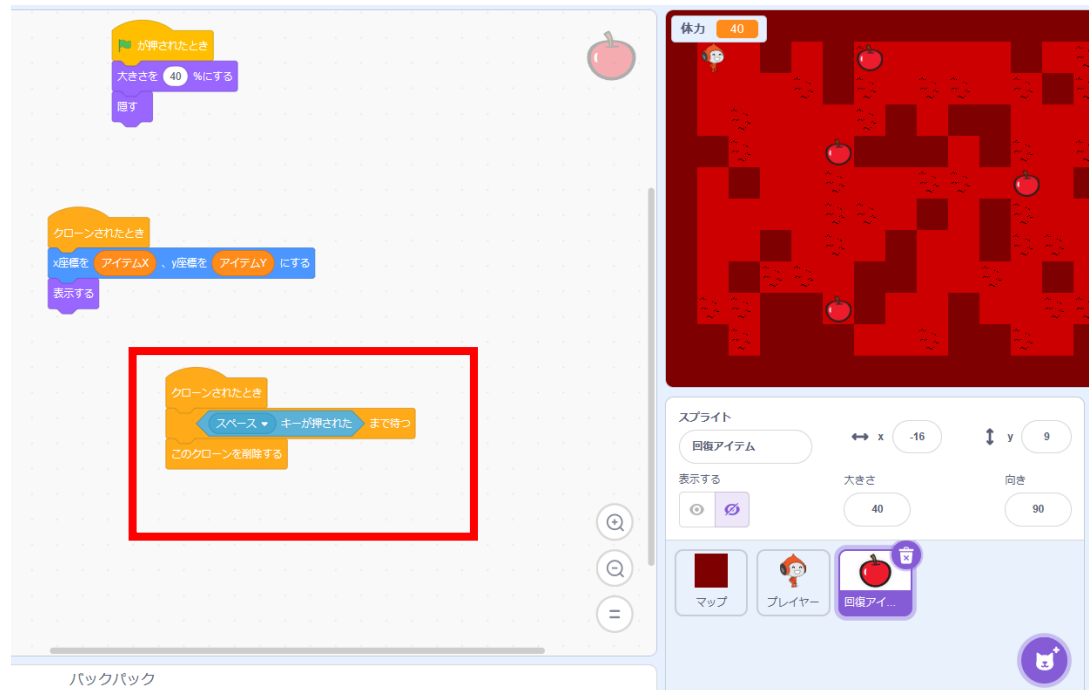 が押されたとき
大きさを 40 %にする
隠す
クローンされたとき
x座標を アイテムX 、y座標を アイテムY にする
表示する
クローンされたとき
スペース キーが押された まで待つ
このクローンを削除する
バックパック
体力 40
スプライト
回復アイテム
x -16
y 9
表示する
大きさ
向き
40
90
マップ
プレイヤー
回復アイ...